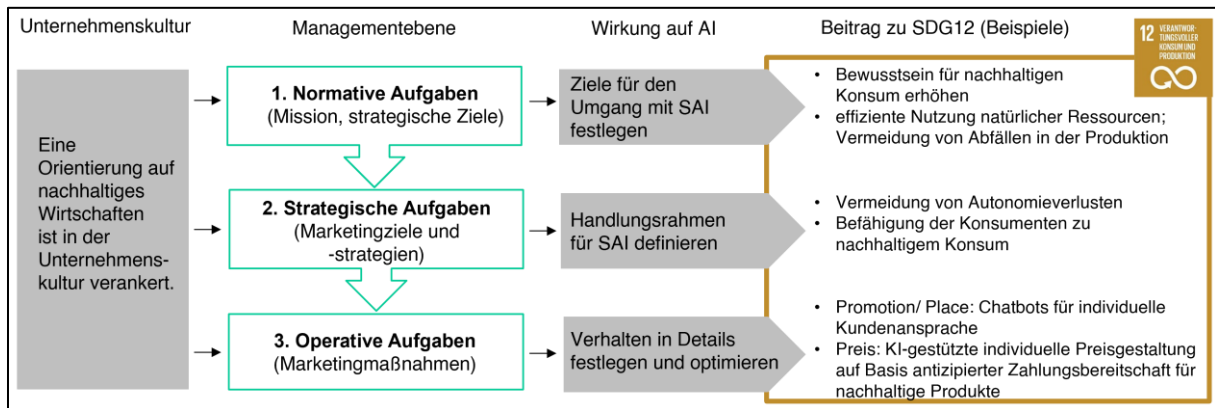 Unternehmenskultur
Managementebene
Wirkung auf AI
Beitrag zu SDG12 (Beispiele)
12 VERANTWOR-
TUNGSVOLLER
KONSUM UND
PRODUKTION
Eine
Orientierung auf
nachhaltiges
Wirtschaften
ist in der
Unternehmens-
kultur verankert.
1. Normative Aufgaben
(Mission, strategische Ziele)
Ziele für den
Umgang mit SAI
festlegen
• Bewusstsein für nachhaltigen
Konsum erhöhen
• effiziente Nutzung natürlicher Ressourcen;
Vermeidung von Abfällen in der Produktion
2. Strategische Aufgaben
(Marketingziele und
-strategien)
Handlungsrahmen
für SAI definieren
• Vermeidung von Autonomieverlusten
• Befähigung der Konsumenten zu
nachhaltigem Konsum
3. Operative Aufgaben
(Marketingmaßnahmen)
Verhalten in Details
festlegen und optimieren
• Promotion/ Place: Chatbots für individuelle
Kundenansprache
• Preis: KI-gestützte individuelle Preisgestaltung
auf Basis antizipierter Zahlungsbereitschaft für
nachhaltige Produkte